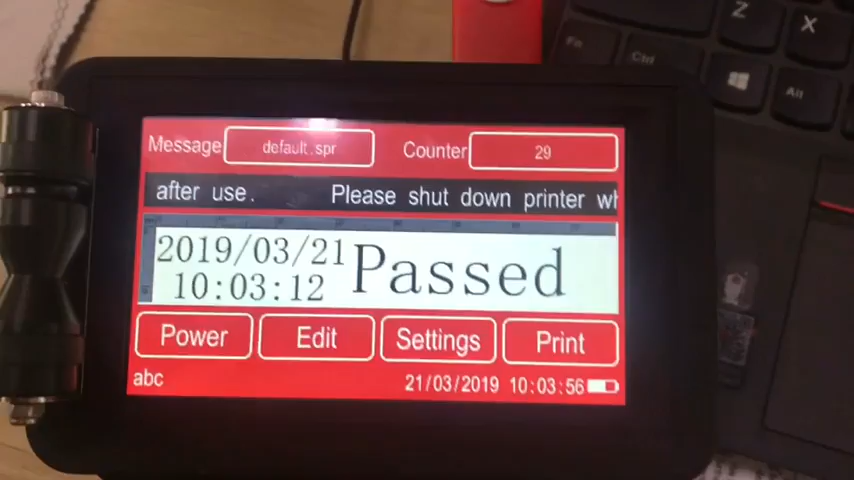 Z
X
Fn
Ctrl
Alt
Message default.spr Counter 29
after use. Please shut down printer
2019/03/21 Passed
10:03:12
Power Edit Settings Print
abc 21/03/2019 10:03:56